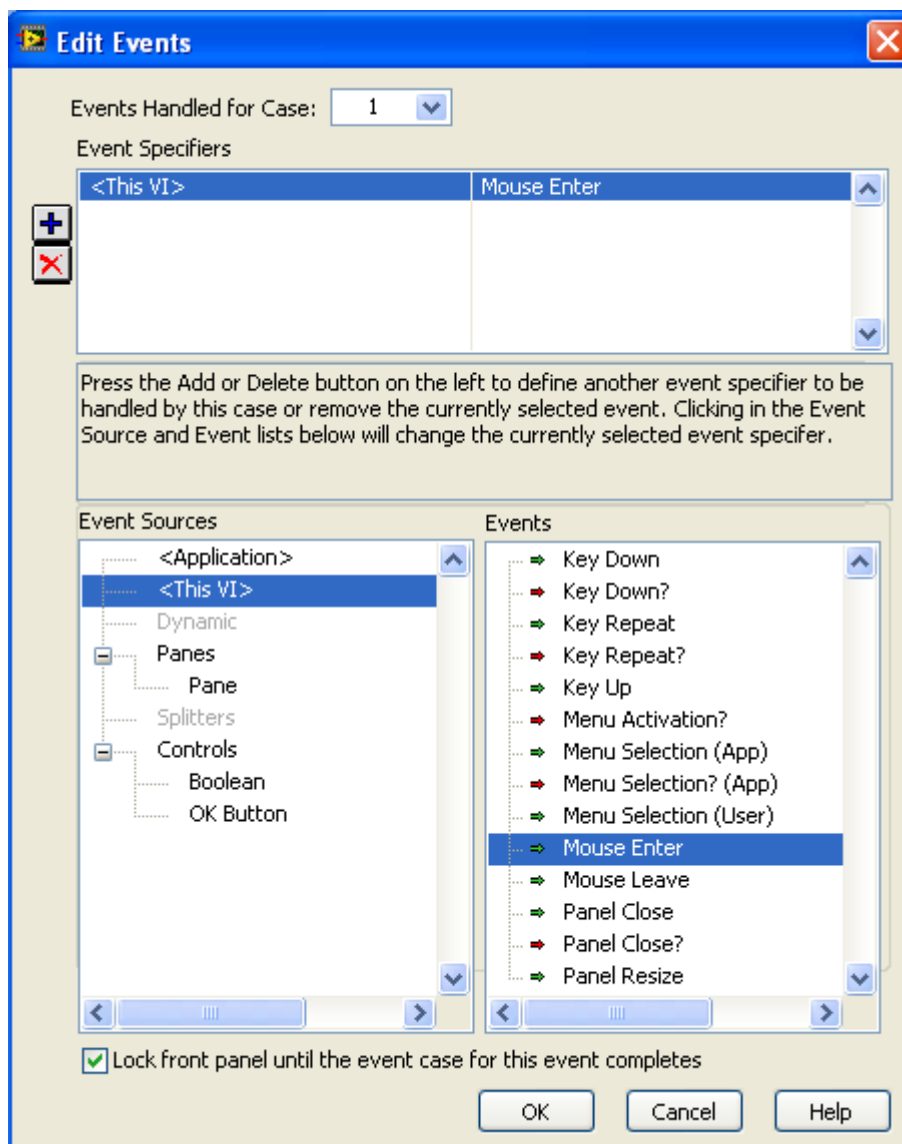 Edit Events
Events Handled for Case: 1
Event Specifiers
<This VI> Mouse Enter
Press the Add or Delete button on the left to define another event specifier to be
handled by this case or remove the currently selected event. Clicking in the Event
Source and Event lists below will change the currently selected event specifer.
Event Sources
<Application>
<This VI>
Dynamic
Panes
Pane
Splitters
Controls
Boolean
OK Button
Events
Key Down
Key Down?
Key Repeat
Key Repeat?
Key Up
Menu Activation?
Menu Selection (App)
Menu Selection? (App)
Menu Selection (User)
Mouse Enter
Mouse Leave
Panel Close
Panel Close?
Panel Resize
Lock front panel until the event case for this event completes
OK Cancel Help